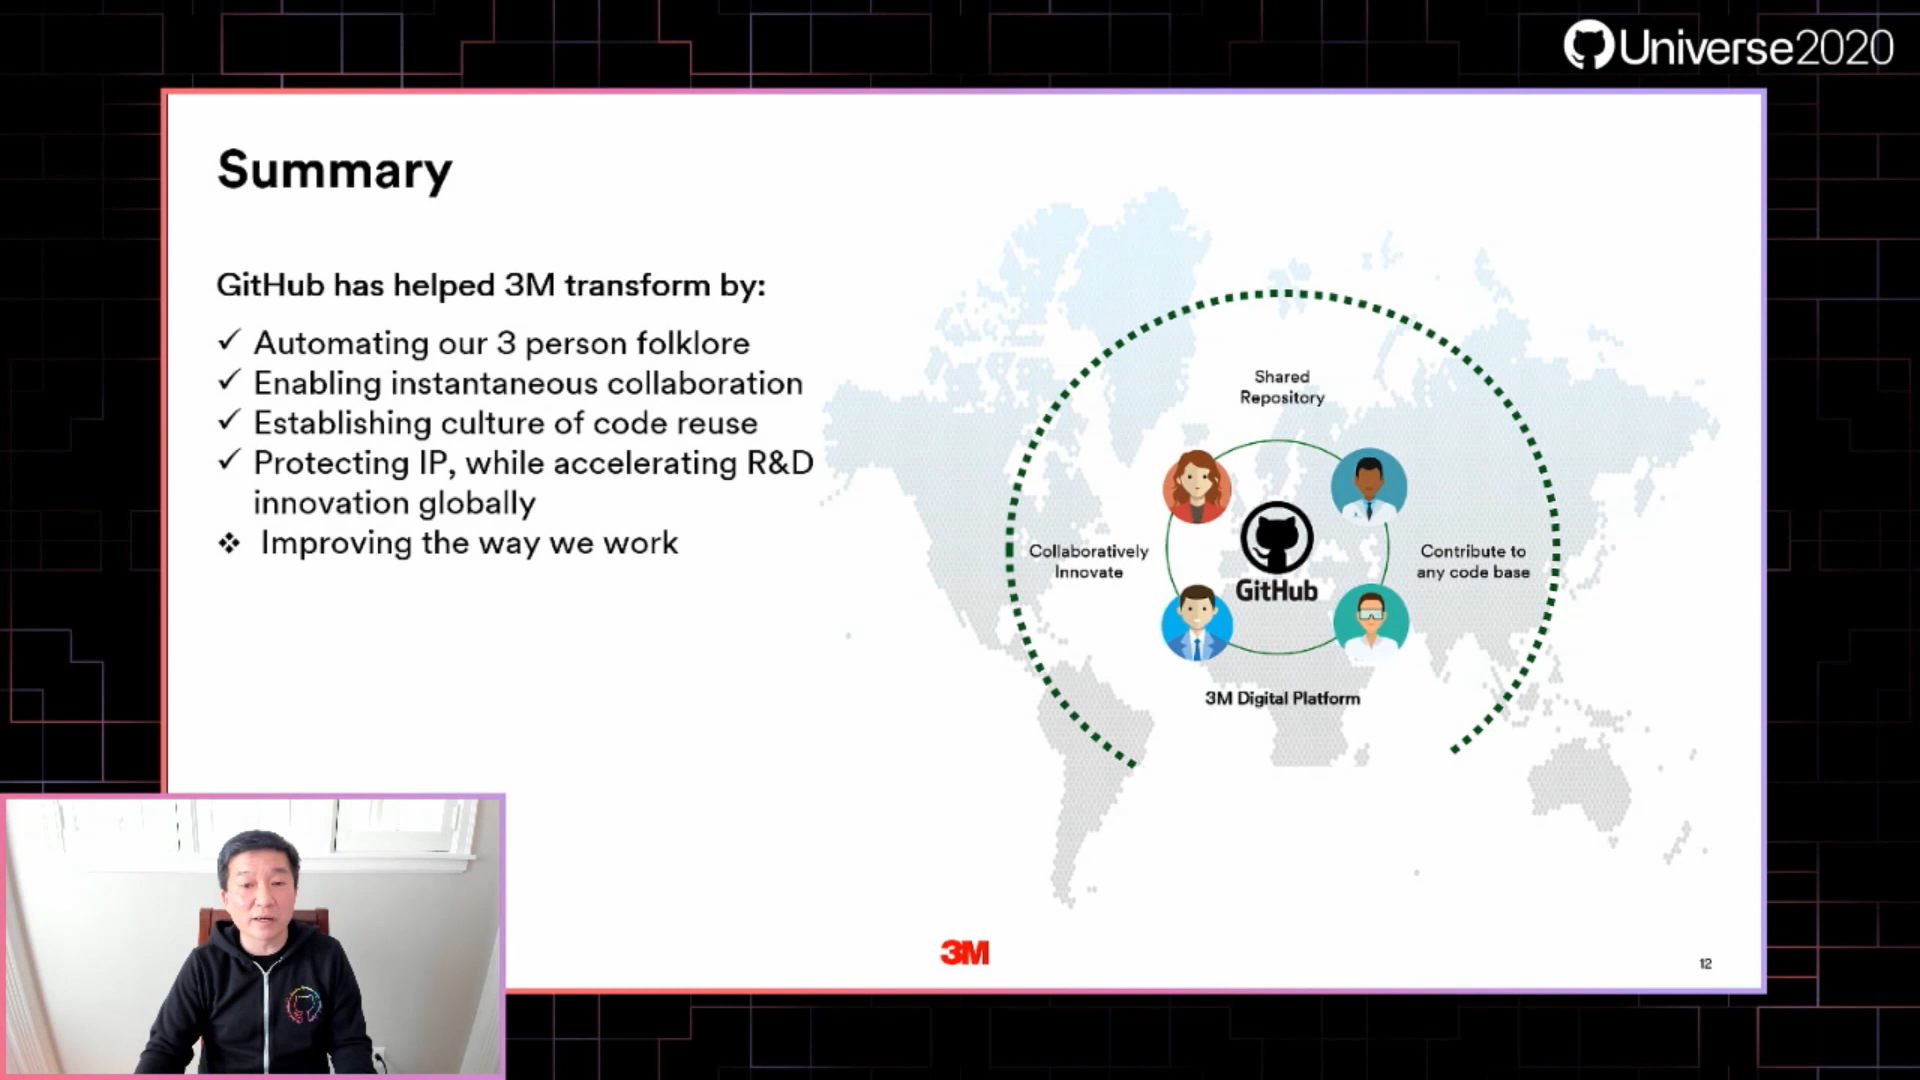 Universe2020
Summary
GitHub has helped 3M transform by:
✓ Automating our 3 person folklore
✓ Enabling instantaneous collaboration
✓ Establishing culture of code reuse
✓ Protecting IP, while accelerating R&D
innovation globally
❖ Improving the way we work
Shared
Repository
Collaboratively
Innovate
GitHub
Contribute to
any code base
3M Digital Platform
3M
12